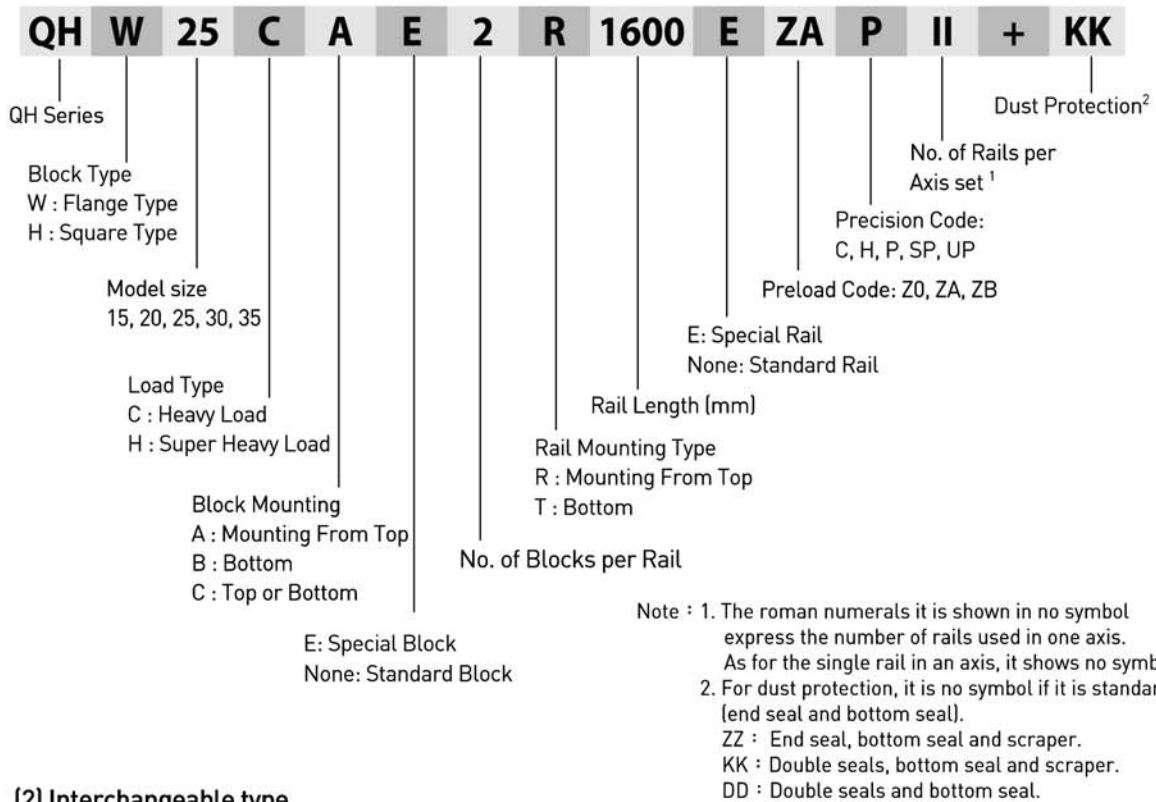 QH W 25 C A E 2 R 1600 E ZA P II + KK
QH Series
Block Type
W : Flange Type
H : Square Type
Model size
15, 20, 25, 30, 35
Load Type
C : Heavy Load
H : Super Heavy Load
Block Mounting
A : Mounting From Top
B : Bottom
C : Top or Bottom
E: Special Block
None: Standard Block
No. of Blocks per Rail
Rail Mounting Type
R : Mounting From Top
T : Bottom
Rail Length (mm)
E: Special Rail
None: Standard Rail
Preload Code: Z0, ZA, ZB
Precision Code:
C, H, P, SP, UP
No. of Rails per
Axis set 1
Dust Protection2
Note : 1. The roman numerals it is shown in no symbol
express the number of rails used in one axis.
As for the single rail in an axis, it shows no symb
2. For dust protection, it is no symbol if it is standar
(end seal and bottom seal).
ZZ : End seal, bottom seal and scraper.
KK : Double seals, bottom seal and scraper.
DD : Double seals and bottom seal.
(2) Interchangeable type